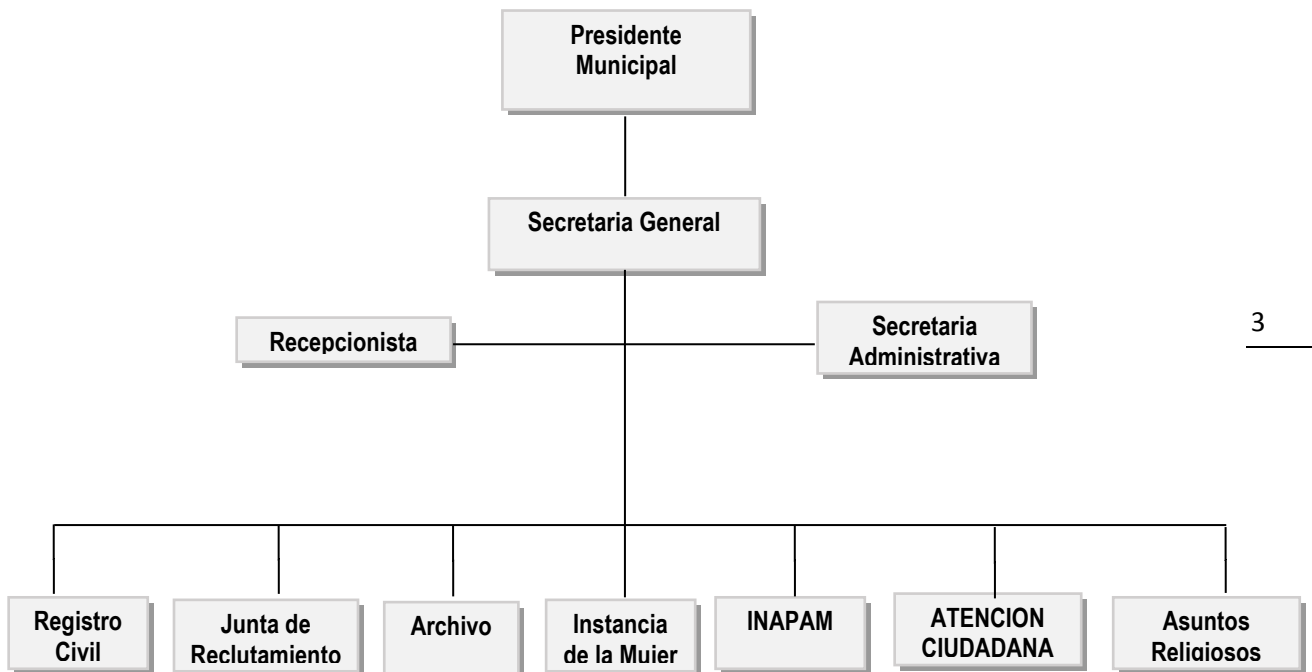 Presidente
Municipal
Secretaria General
Recepcionista
Secretaria
Administrativa
3
Registro
Civil
Junta de
Reclutamiento
Archivo
Instancia
de la Mujer
INAPAM
ATENCION
CIUDADANA
Asuntos
Religiosos